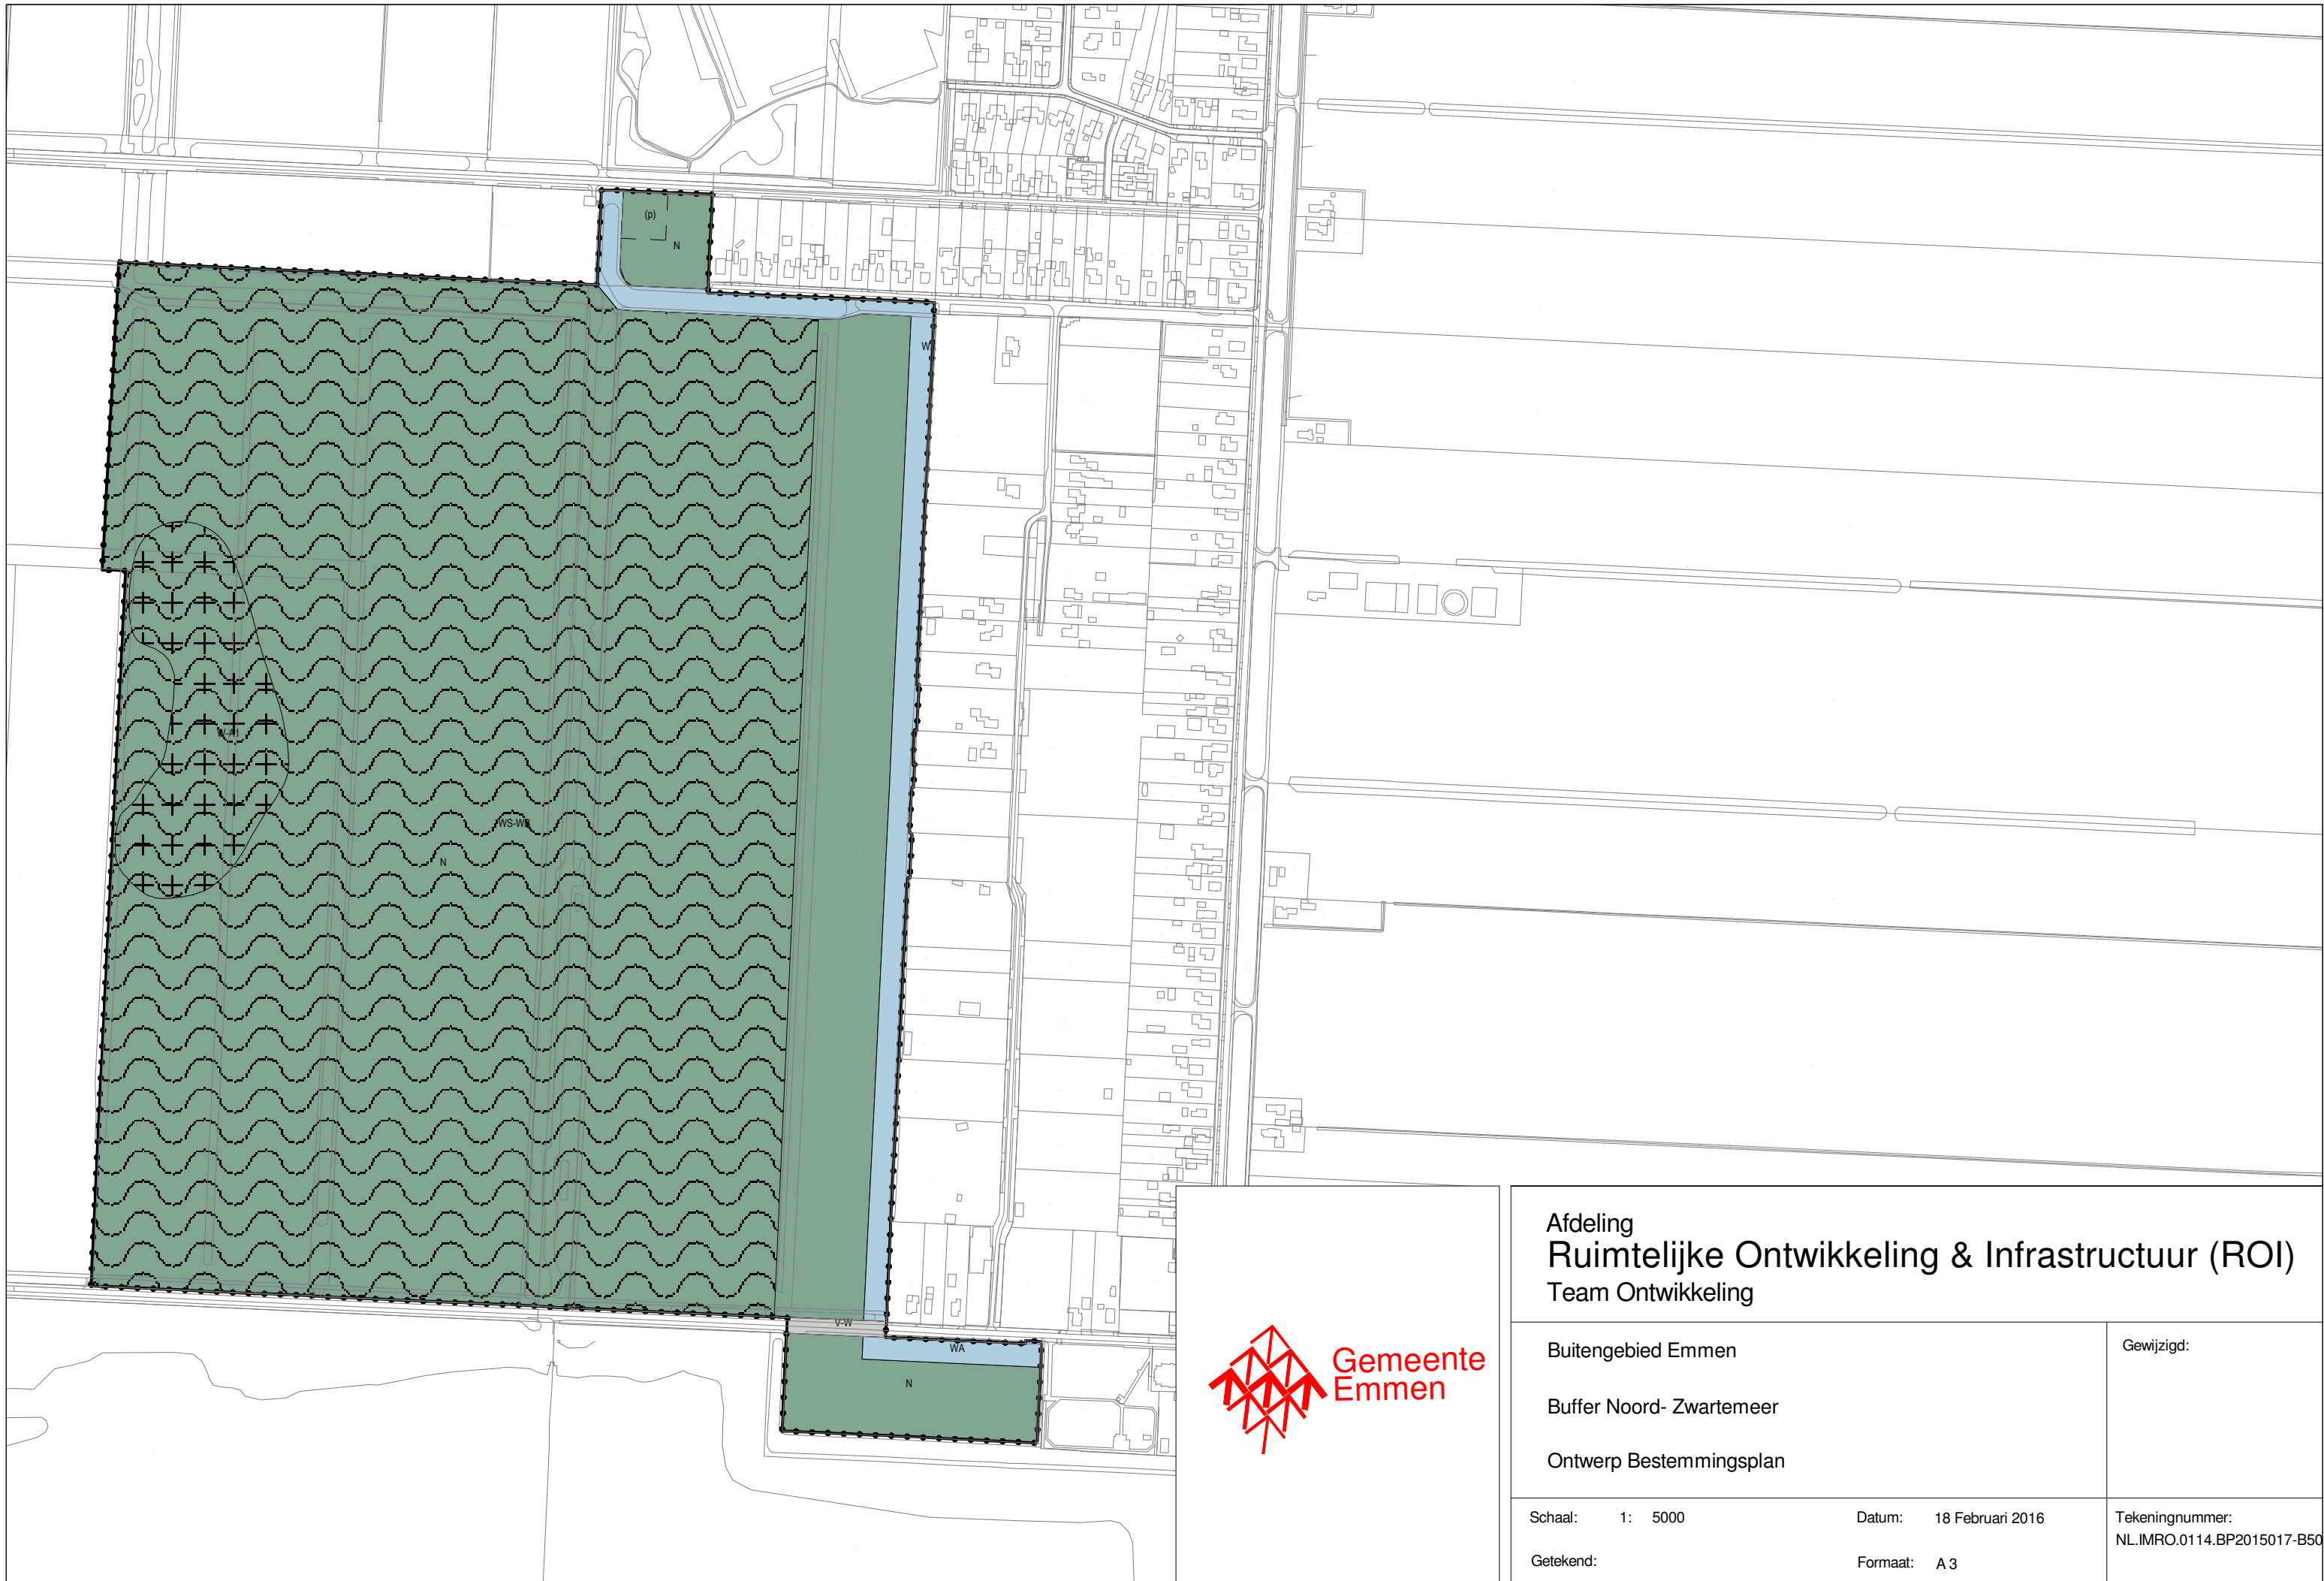 (p)
N
W
W-A1
WS-WB
N
V-W
WA
N
Gemeente
Emmen
Afdeling
Ruimtelijke Ontwikkeling & Infrastructuur (ROI)
Team Ontwikkeling
Buitengebied Emmen
Gewijzigd:
Buffer Noord- Zwartemeer
Ontwerp Bestemmingsplan
Schaal: 1: 5000
Datum: 18 Februari 2016
Tekeningnummer:
NL.IMRO.0114.BP2015017-B50
Getekend:
Formaat: A 3